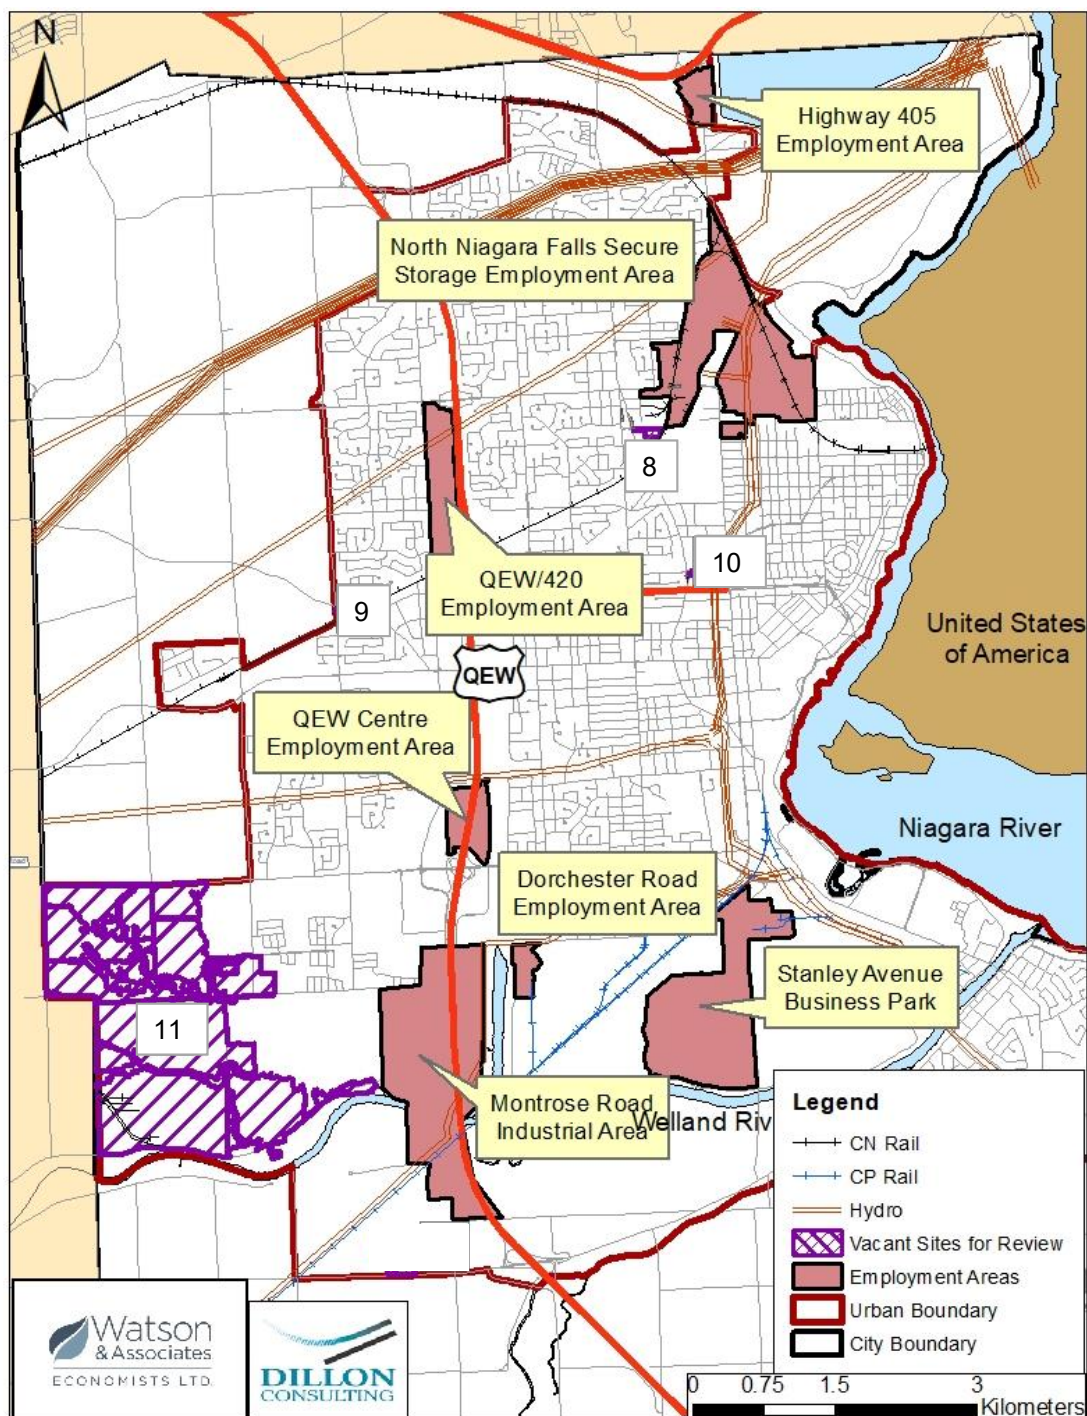 N
Highway 405
Employment Area
North Niagara Falls Secure
Storage Employment Area
8
10
QEW/420
Employment Area
9
United States
of America
QEW
QEW Centre
Employment Area
Niagara River
Dorchester Road
Employment Area
Stanley Avenue
Business Park
11
Montrose Road
Industrial Area
Welland Riv
Legend
CN Rail
CP Rail
Hydro
Vacant Sites for Review
Employment Areas
Urban Boundary
City Boundary
Watson
& Associates
ECONOMISTS LTD.
DILLON
CONSULTING
0 0.75 1.5 3
Kilometers